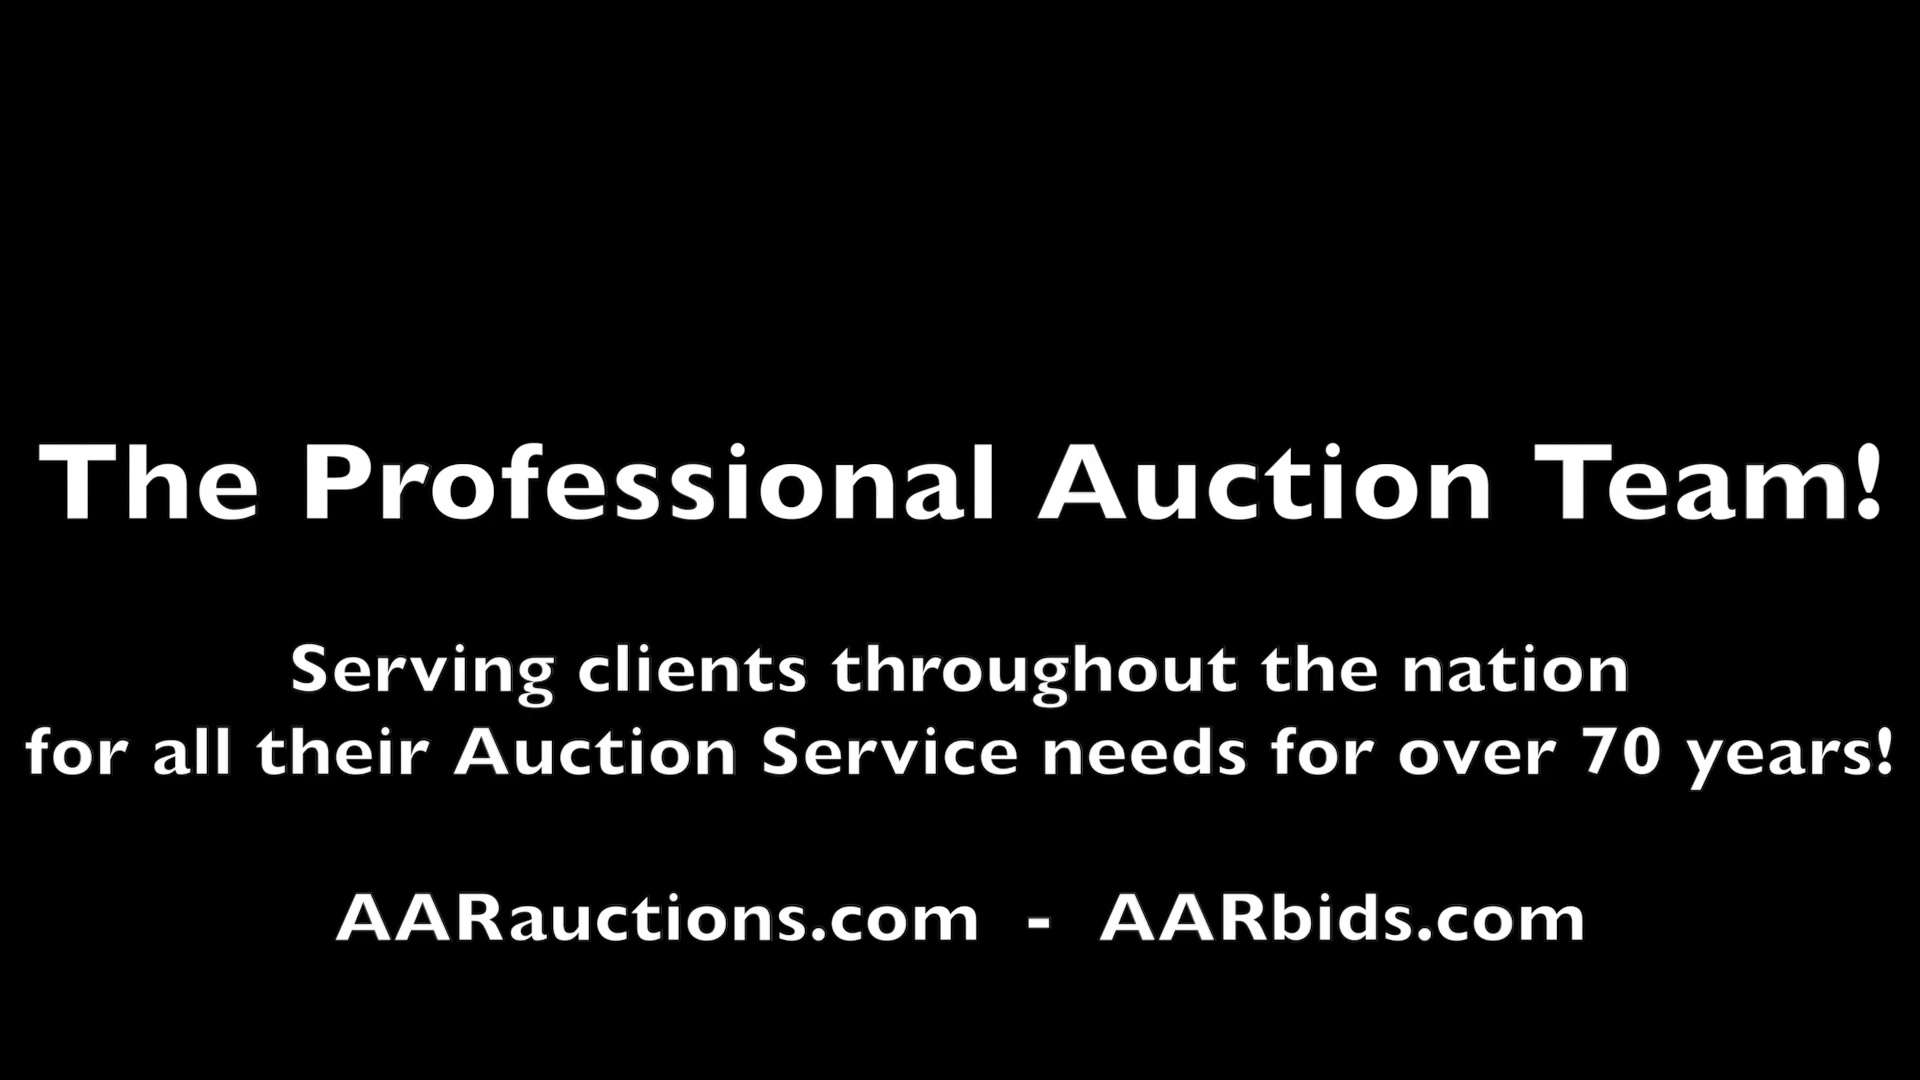 The Professional Auction Team!
Serving clients throughout the nation
for all their Auction Service needs for over 70 years!
AARauctions.com - AARbids.com